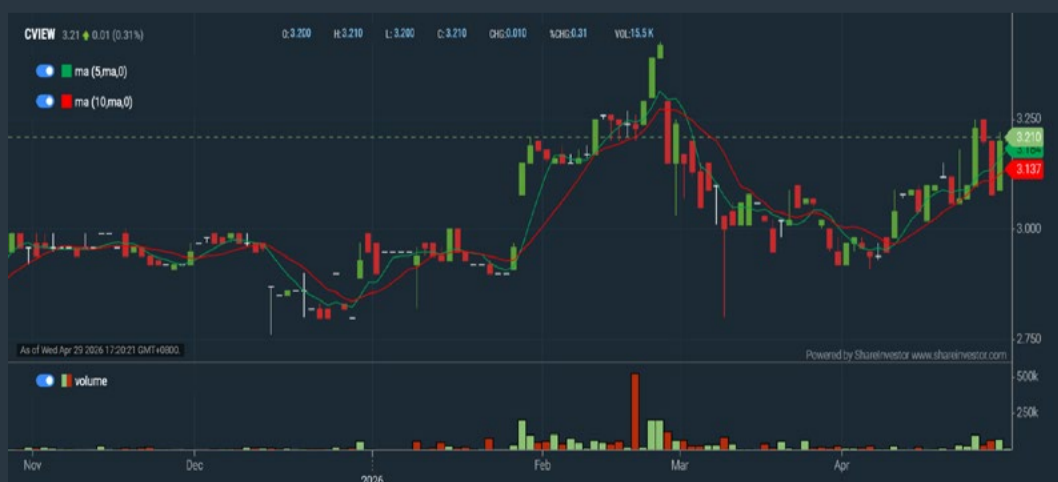 CVIEW 3.21 0.01 (0.31%) O:3.200 H:3.210 L:3.200 C:3.210 CHG:0.010 %CHG:0.31 VOL:15.5 K
ma (5,ma,0)
ma (10,ma,0)
3.250
3.210
3.184
3.137
3.000
2.750
As of Wed Apr 29 2026 17:20:21 GMT+0800.
Powered by ShareInvestor www.shareinvestor.com
volume
500k
250k
Nov Dec Feb Mar Apr
2026